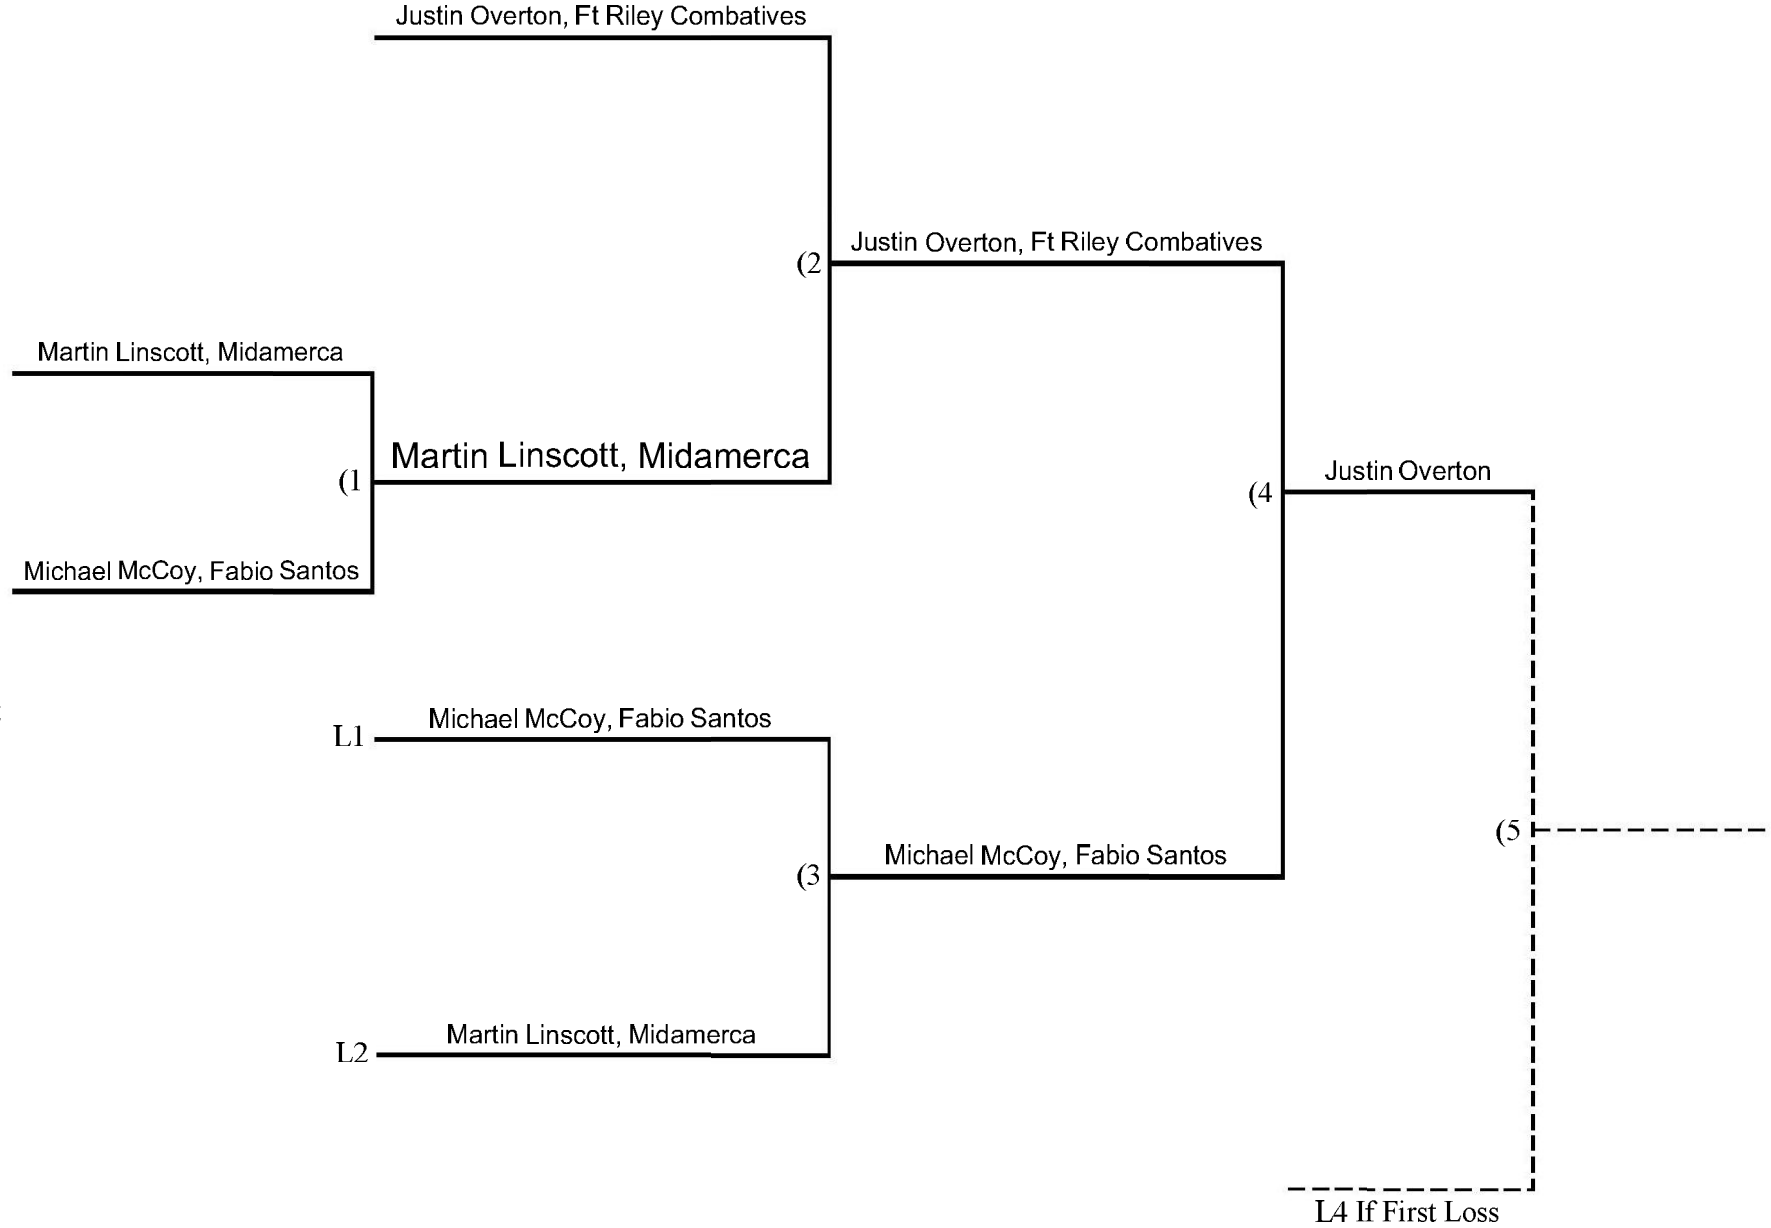 Justin Overton, Ft Riley Combatives
(2 Justin Overton, Ft Riley Combatives
Martin Linscott, Midamerca
(1 Martin Linscott, Midamerca
(4 Justin Overton
Michael McCoy, Fabio Santos
L1 Michael McCoy, Fabio Santos
(5
(3 Michael McCoy, Fabio Santos
L2 Martin Linscott, Midamerca
L4 If First Loss